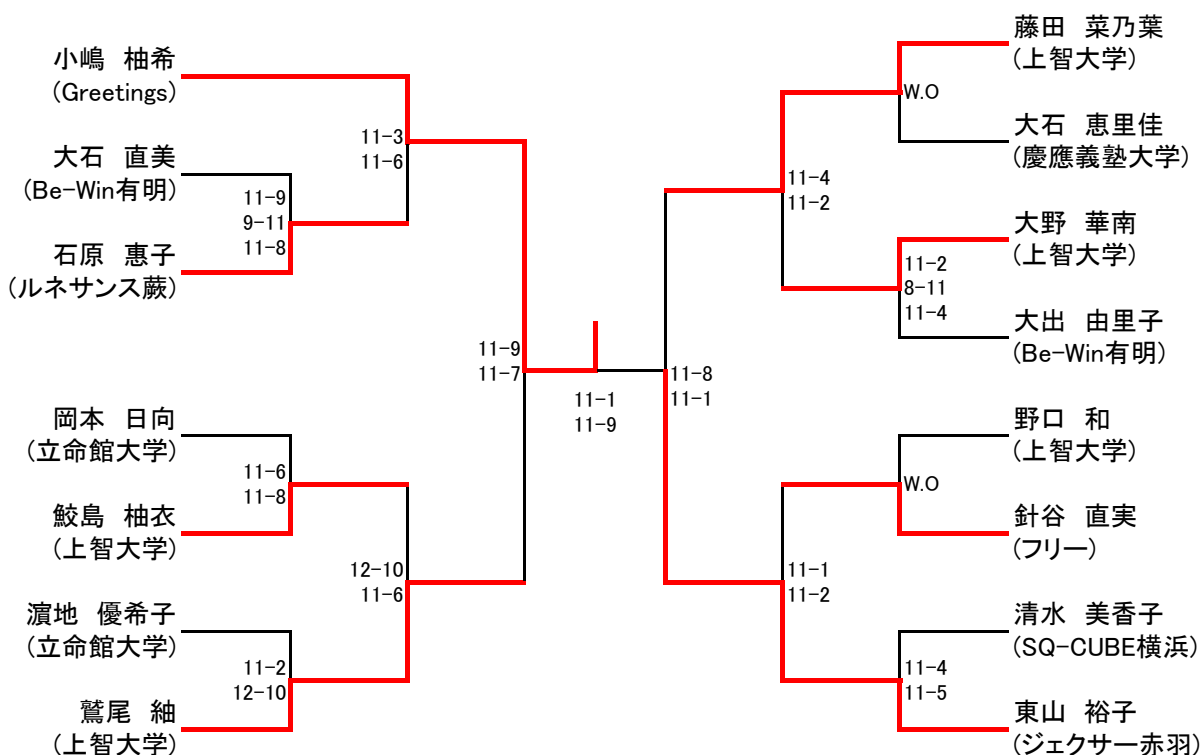 小嶋 柚希
(Greetings)
大石 直美
(Be-Win有明)
石原 惠子
(ルネサンス蕨)
11-9
9-11
11-8
11-3
11-6
岡本 日向
(立命館大学)
鮫島 柚衣
(上智大学)
11-6
11-8
濵地 優希子
(立命館大学)
鷲尾 紬
(上智大学)
11-2
12-10
12-10
11-6
11-9
11-7
11-1
11-9
藤田 菜乃葉
(上智大学)
W.O
大石 恵里佳
(慶應義塾大学)
大野 華南
(上智大学)
11-2
8-11
11-4
大出 由里子
(Be-Win有明)
11-4
11-2
11-8
11-1
野口 和
(上智大学)
W.O
針谷 直実
(フリー)
清水 美香子
(SQ-CUBE横浜)
11-4
11-5
東山 裕子
(ジェクサー赤羽)
11-1
11-2